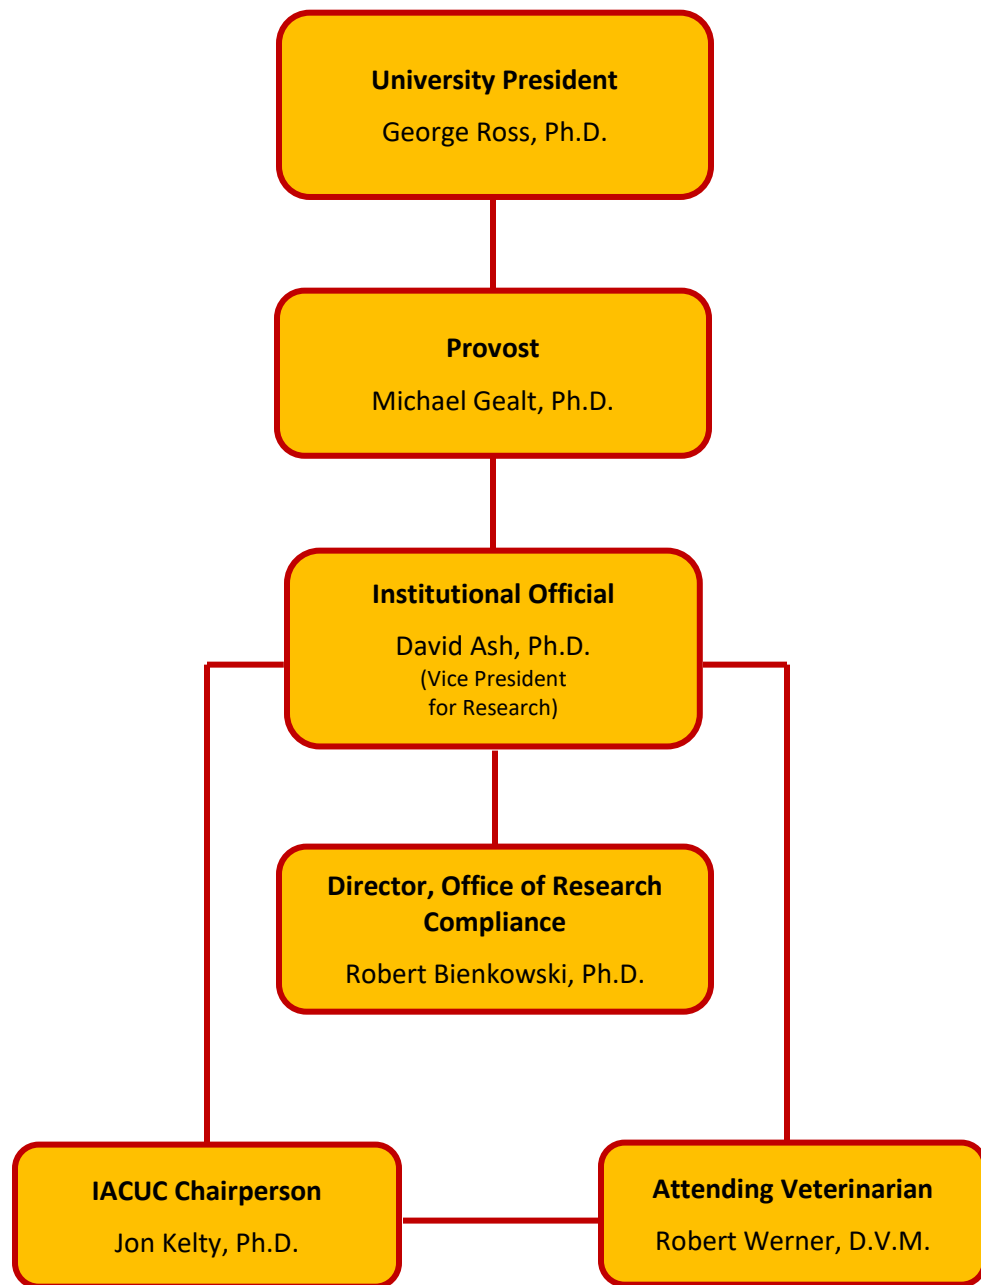 University President
George Ross, Ph.D.
Provost
Michael Gealt, Ph.D.
Institutional Official
David Ash, Ph.D.
(Vice President
for Research)
Director, Office of Research
Compliance
Robert Bienkowski, Ph.D.
IACUC Chairperson
Jon Kelty, Ph.D.
Attending Veterinarian
Robert Werner, D.V.M.